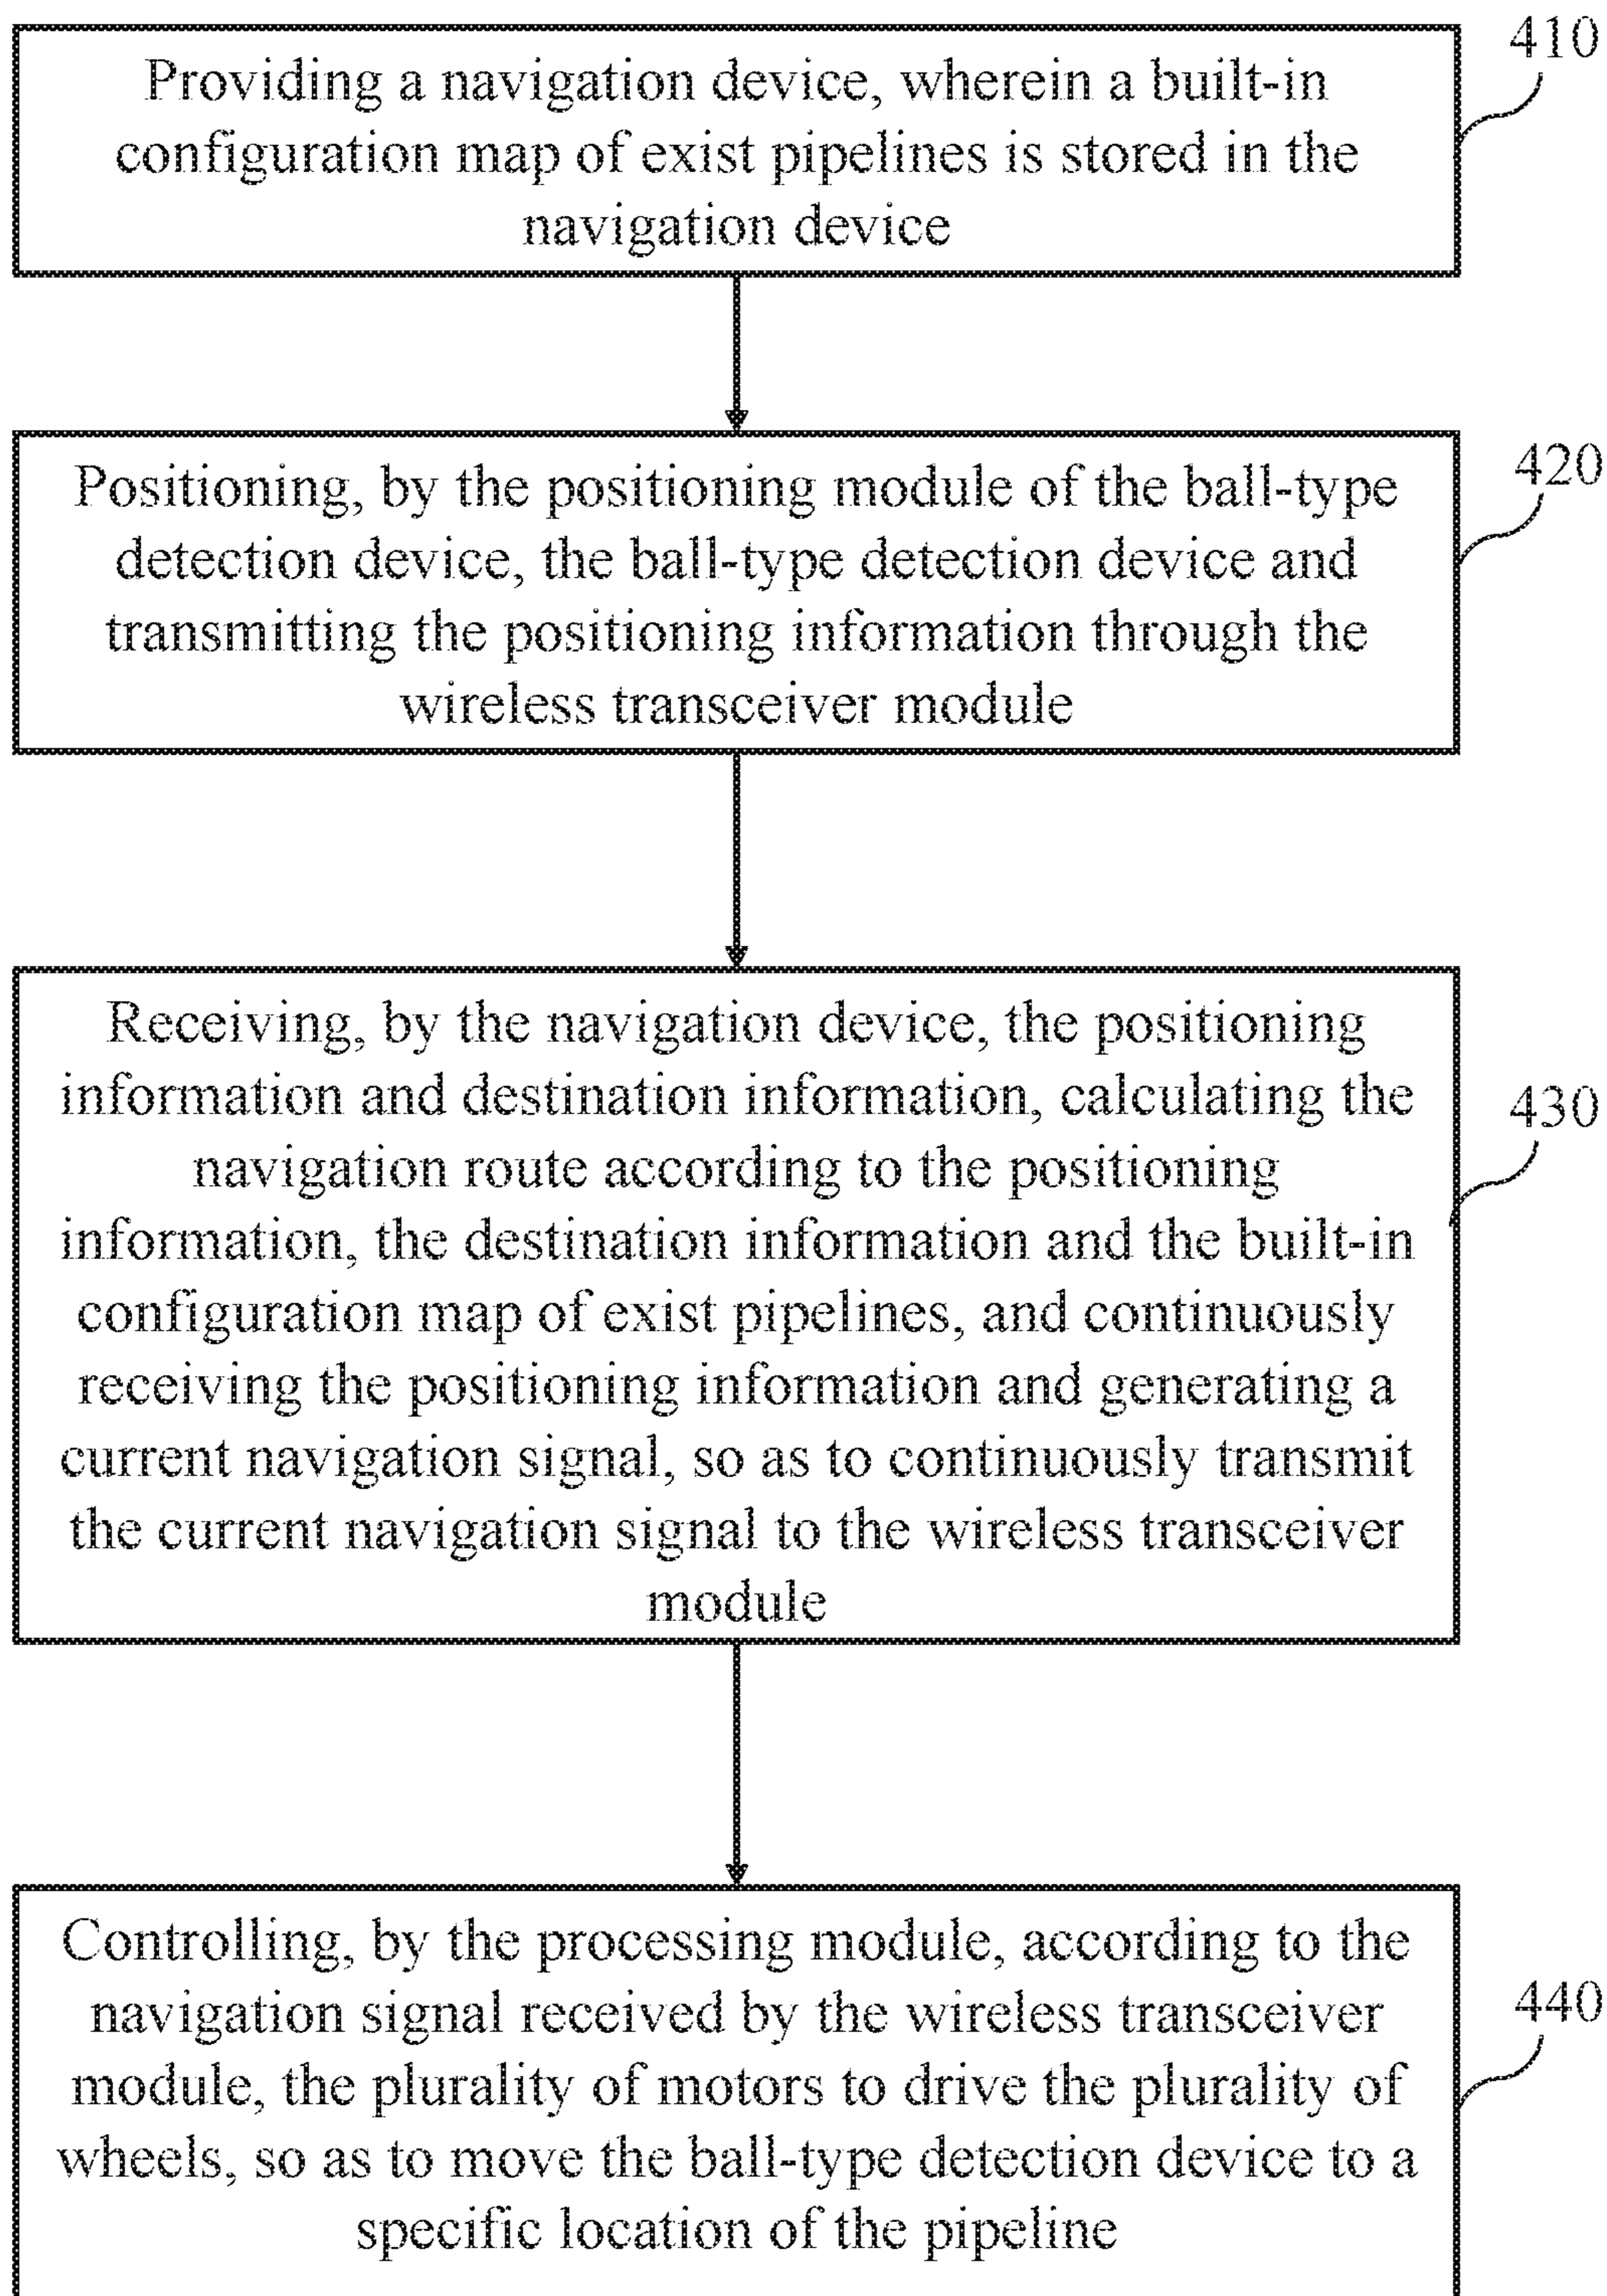 410
Providing a navigation device, wherein a built-in
configuration map of exist pipelines is stored in the
navigation device
420
Positioning, by the positioning module of the ball-type
detection device, the ball-type detection device and
transmitting the positioning information through the
wireless transceiver module
430
Receiving, by the navigation device, the positioning
information and destination information, calculating the
navigation route according to the positioning
information, the destination information and the built-in
configuration map of exist pipelines, and continuously
receiving the positioning information and generating a
current navigation signal, so as to continuously transmit
the current navigation signal to the wireless transceiver
module
440
Controlling, by the processing module, according to the
navigation signal received by the wireless transceiver
module, the plurality of motors to drive the plurality of
wheels, so as to move the ball-type detection device to a
specific location of the pipeline